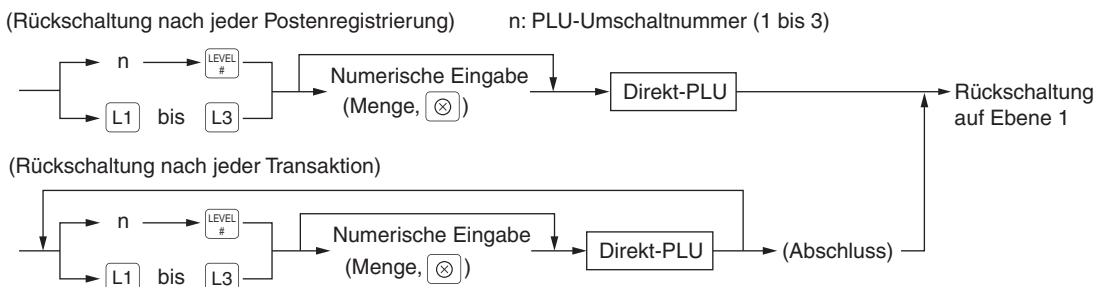 (Rückschaltung nach jeder Postenregistrierung) n: PLU-Umschaltnummer (1 bis 3)
n LEVEL #
Numerische Eingabe
(Menge, ⊗)
Direkt-PLU
Rückschaltung
auf Ebene 1
L1 bis L3
(Rückschaltung nach jeder Transaktion)
n LEVEL #
Numerische Eingabe
(Menge, ⊗)
Direkt-PLU
(Abschluss)
L1 bis L3